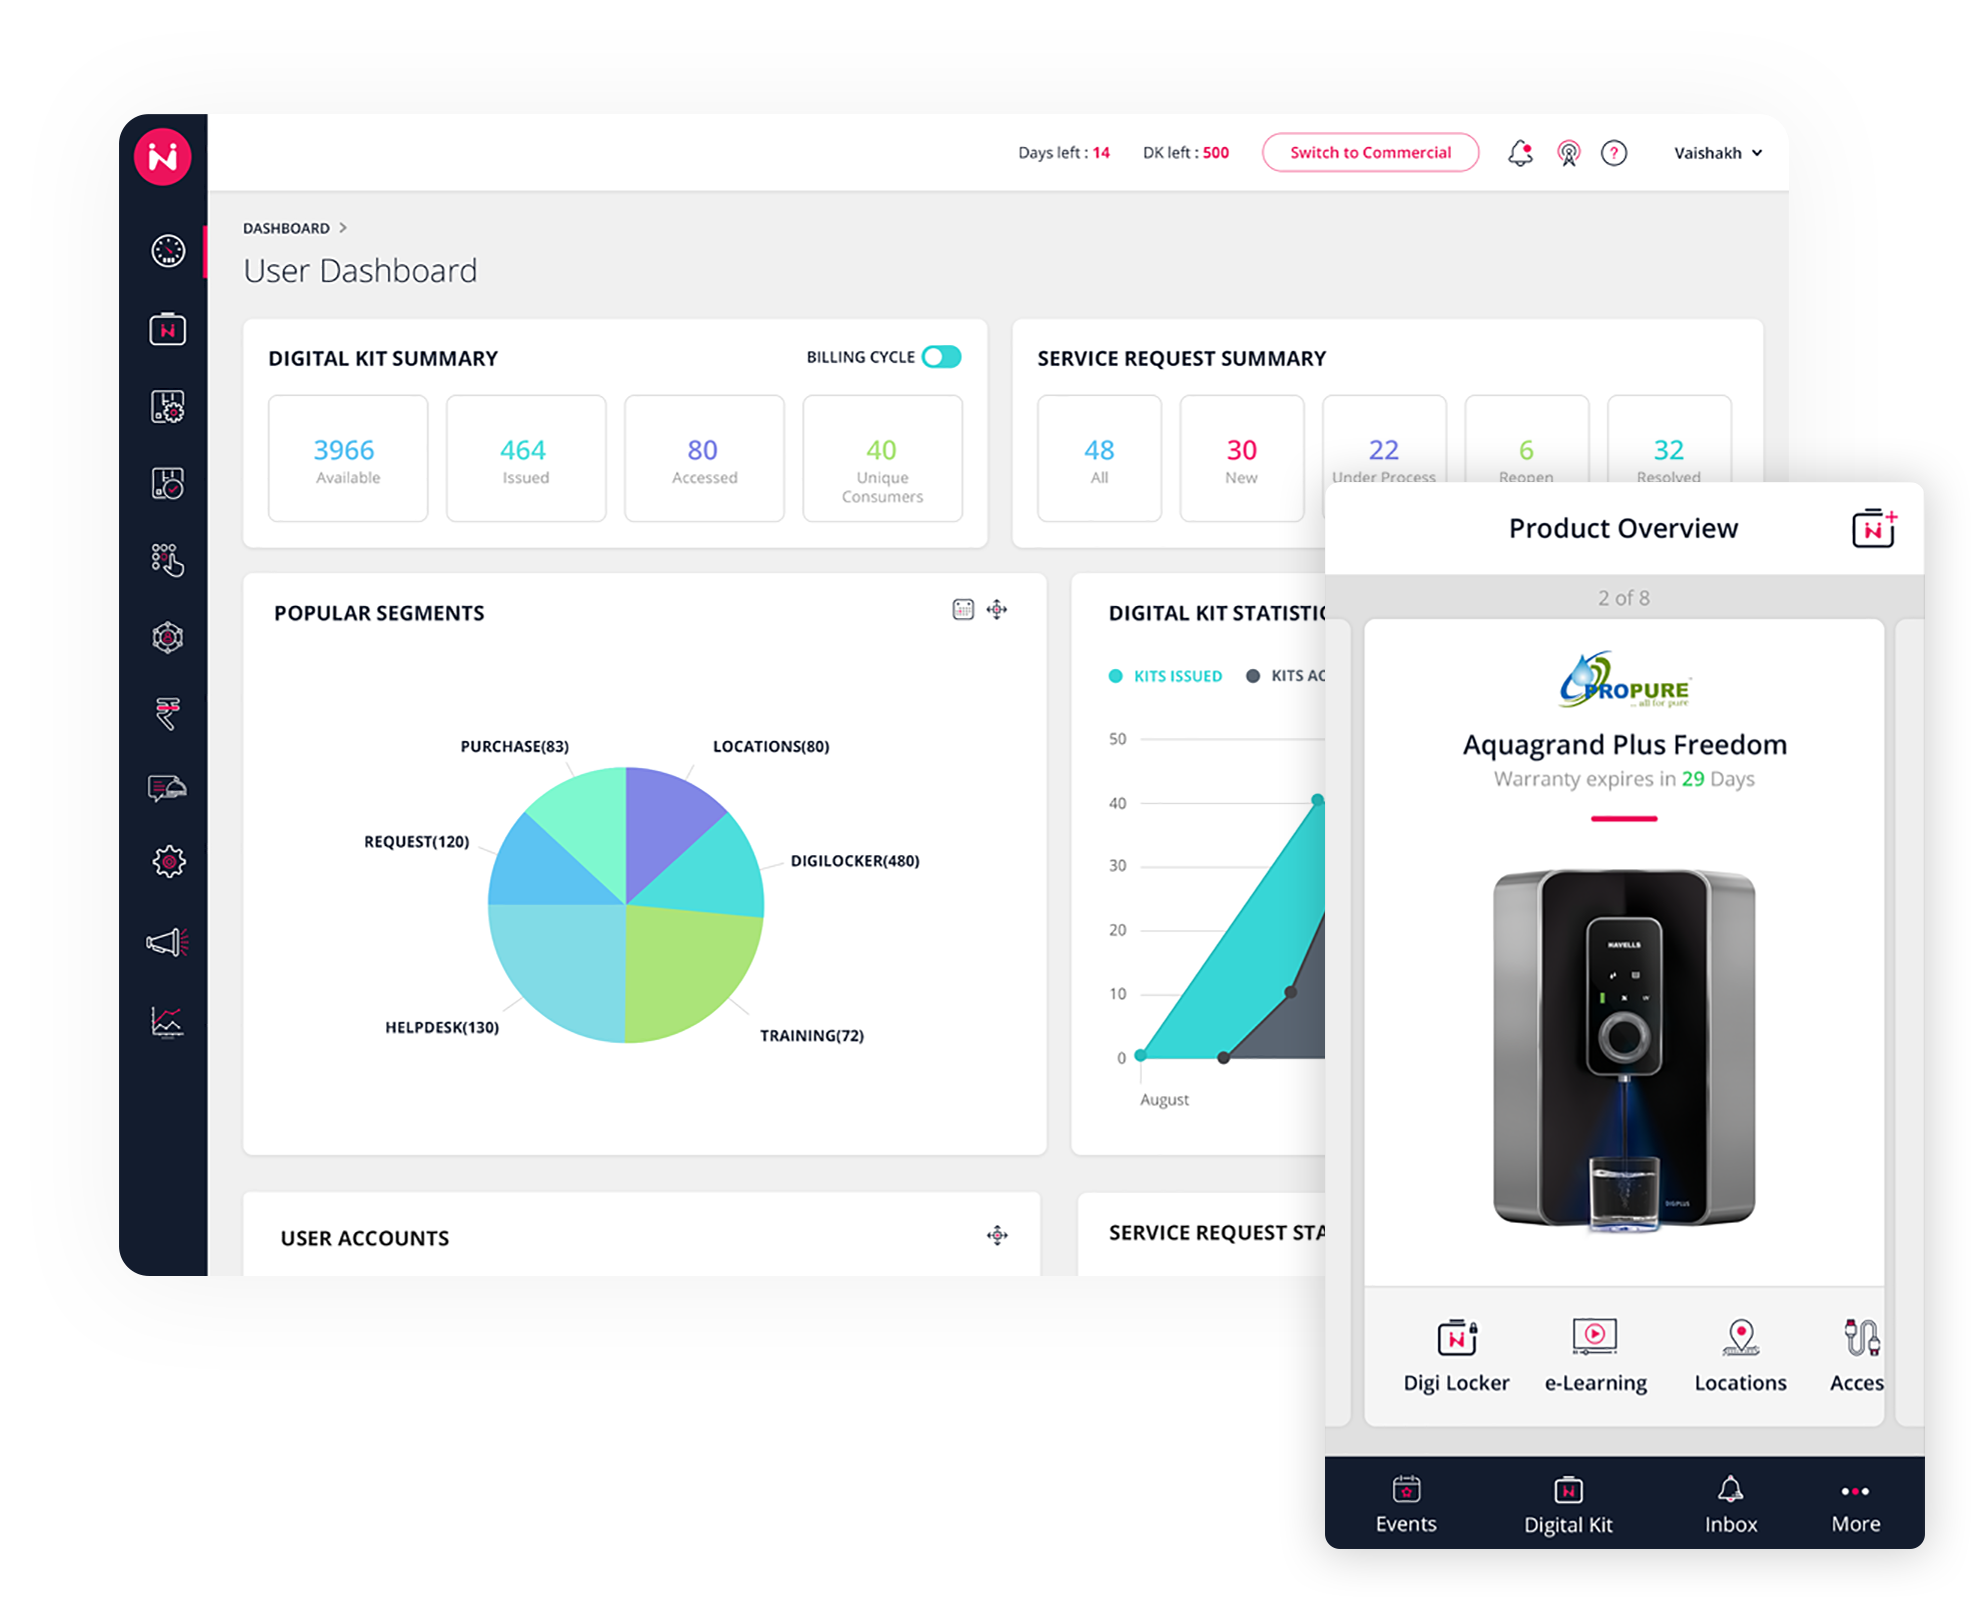 Days left : 14 DK left : 500 Switch to Commercial ? Vaishakh
DASHBOARD >
User Dashboard
DIGITAL KIT SUMMARY BILLING CYCLE
3966
Available
464
Issued
80
Accessed
40
Unique
Consumers
SERVICE REQUEST SUMMARY
48
All
30
New
22
Under Process
6
Reopen
32
Resolved
POPULAR SEGMENTS
PURCHASE(83)
LOCATIONS(80)
REQUEST(120)
DIGILOCKER(480)
HELPDESK(130)
TRAINING(72)
DIGITAL KIT STATISTIC
KITS ISSUED KITS AC
50
40
30
20
10
0
August
USER ACCOUNTS
SERVICE REQUEST STA
Product Overview
2 of 8
PROPURE
... all for pure
Aquagrand Plus Freedom
Warranty expires in 29 Days
HAVELLS
UV
DIGIPLUS
Digi Locker
e-Learning
Locations
Acces
Events
Digital Kit
Inbox
More